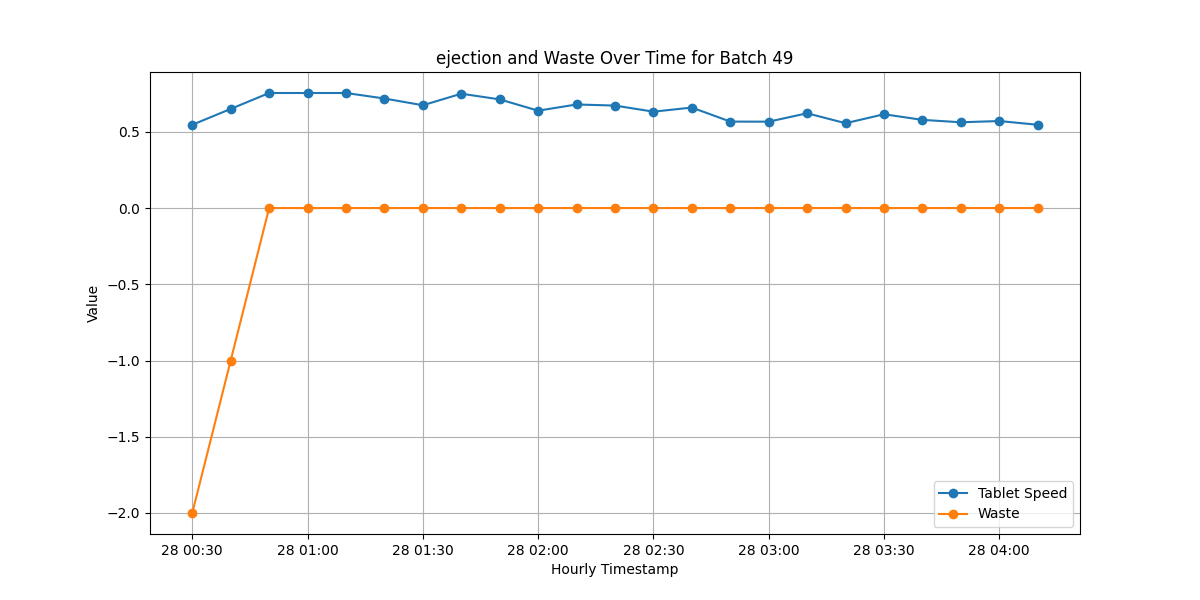 ejection and Waste Over Time for Batch 49
Value
0.5
0.0
−0.5
−1.0
−1.5
−2.0
Tablet Speed
Waste
28 00:30 28 01:00 28 01:30 28 02:00 28 02:30 28 03:00 28 03:30 28 04:00
Hourly Timestamp